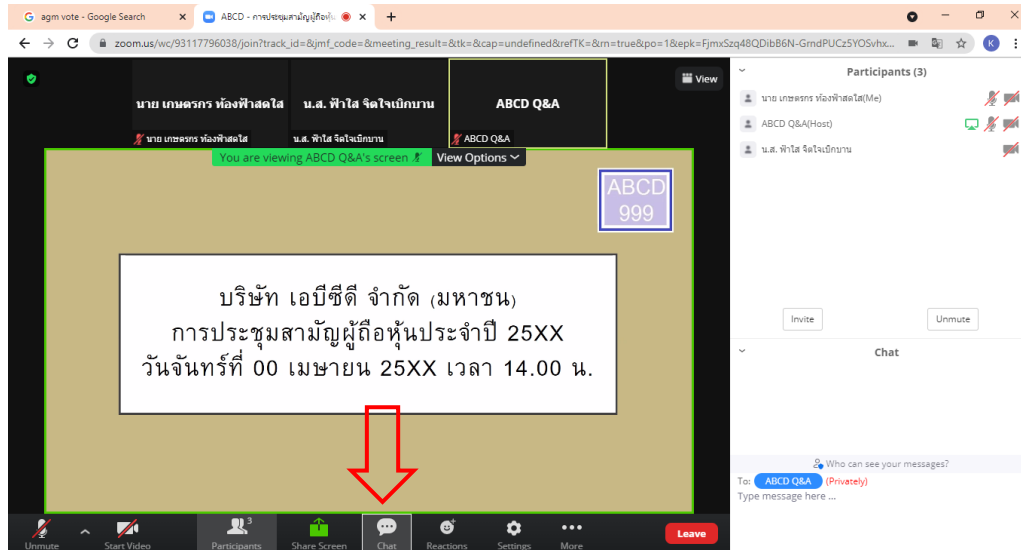 agm vote - Google Search
ABCD - การประชุมสามัญผู้ถือหุ้น
zoom.us/wc/93117796038/join?track_id=&jmf_code=&meeting_result=&tk=&cap=undefined&refTK=&rn=true&po=1&epk=FjmxSzq48QDibB6N-GrndPUCz5YOSvhx...
K
นาย เกษตรกร ท้องฟ้าสดใส
น.ส. ฟ้าใส จิตใจเบิกบาน
ABCD Q&A
View
นาย เกษตรกร ท้องฟ้าสดใส
น.ส. ฟ้าใส จิตใจเบิกบาน
ABCD Q&A
You are viewing ABCD Q&A's screen
View Options
ABCD
999
บริษัท เอบีซีดี จำกัด (มหาชน)
การประชุมสามัญผู้ถือหุ้นประจำปี 25XX
วันจันทร์ที่ 00 เมษายน 25XX เวลา 14.00 น.
Unmute
Start Video
3
Participants
Share Screen
Chat
Reactions
Settings
More
Leave
Participants (3)
นาย เกษตรกร ท้องฟ้าสดใส(Me)
ABCD Q&A(Host)
น.ส. ฟ้าใส จิตใจเบิกบาน
Invite
Unmute
Chat
Who can see your messages?
To: ABCD Q&A (Privately)
Type message here ...